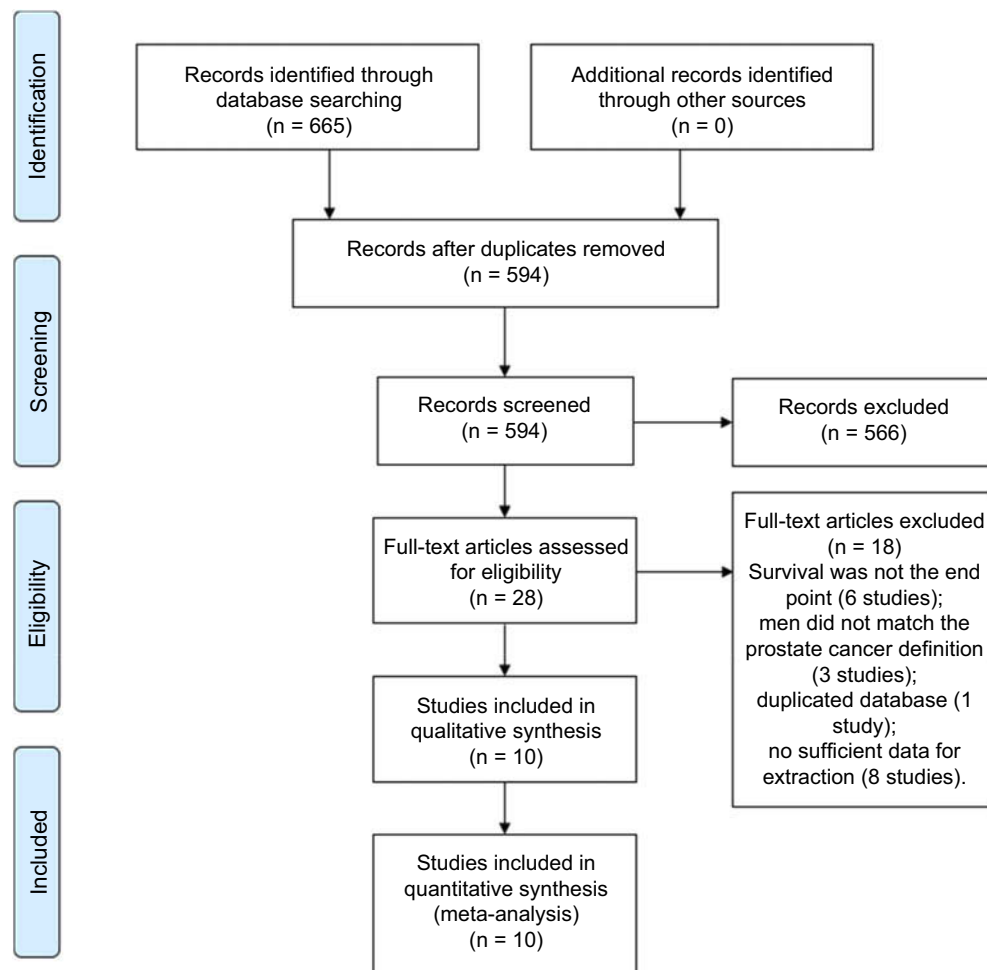 Identification
Records identified through
database searching
(n = 665)
Additional records identified
through other sources
(n = 0)
Records after duplicates removed
(n = 594)
Screening
Records screened
(n = 594)
Records excluded
(n = 566)
Eligibility
Full-text articles assessed
for eligibility
(n = 28)
Full-text articles excluded
(n = 18)
Survival was not the end
point (6 studies);
men did not match the
prostate cancer definition
(3 studies);
duplicated database (1
study);
no sufficient data for
extraction (8 studies).
Studies included in
qualitative synthesis
(n = 10)
Included
Studies included in
quantitative synthesis
(meta-analysis)
(n = 10)